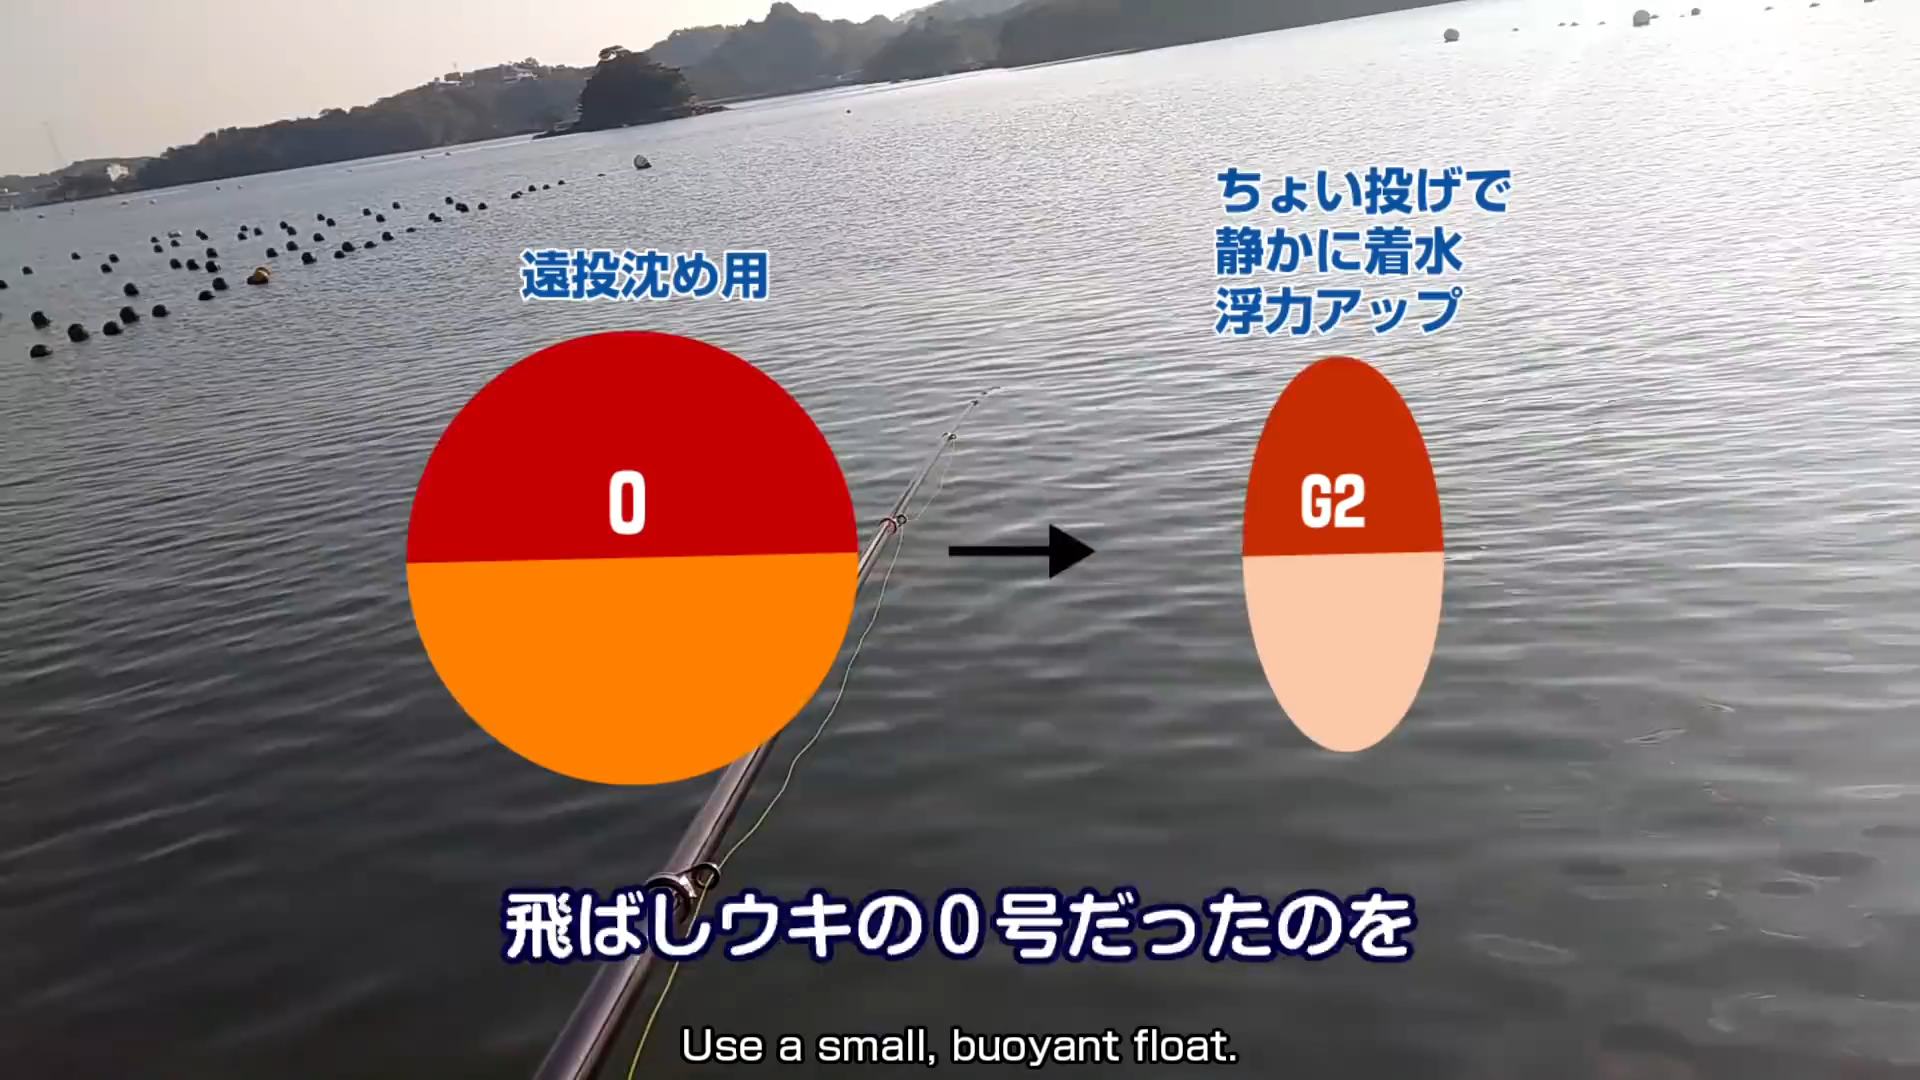 遠投沈め用
0
ちょい投げで
静かに着水
浮力アップ
G2
飛ばしウキの0号だったのを
Use a small, buoyant float.